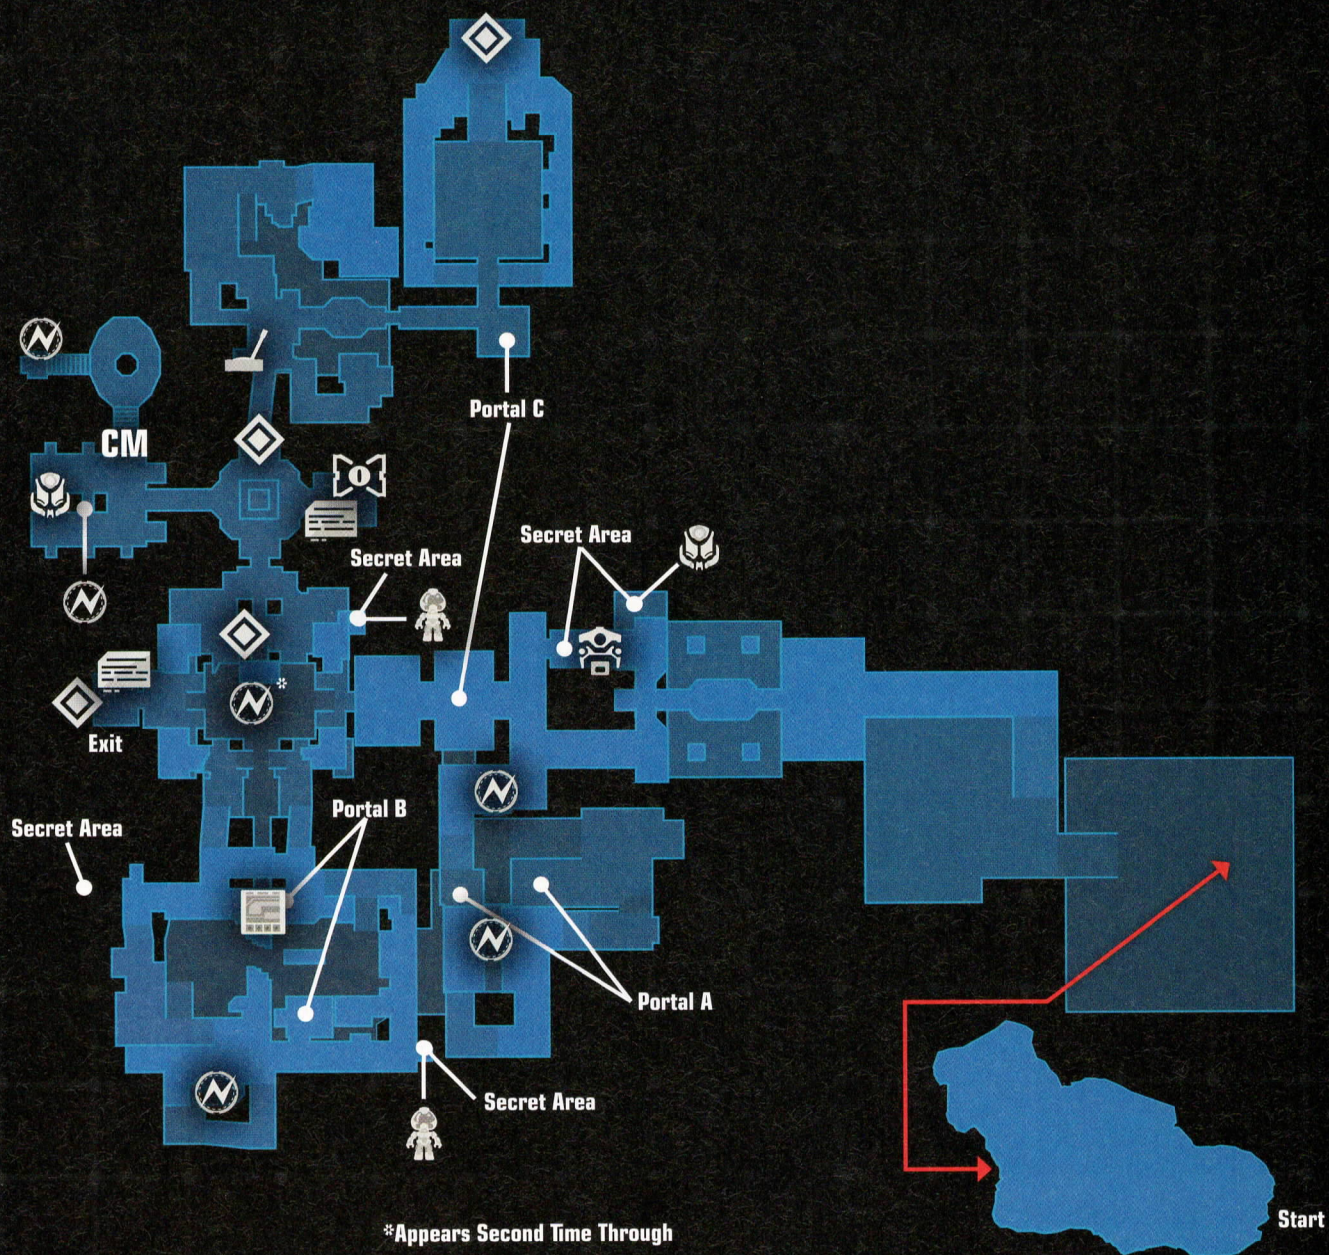 Portal C
CM
Secret Area
Secret Area
*
Exit
Portal B
Secret Area
Portal A
Secret Area
*Appears Second Time Through
Start